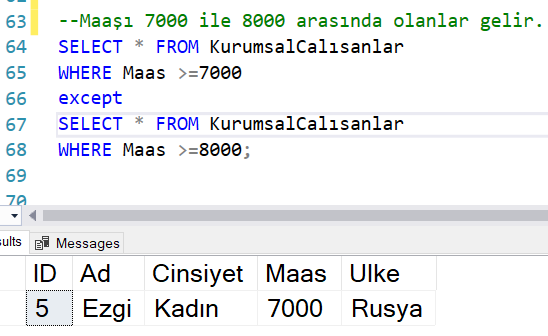 63 --Maaşı 7000 ile 8000 arasında olanlar gelir.
64 SELECT * FROM KurumsalCalısanlar
65 WHERE Maas >=7000
66 except
67 SELECT * FROM KurumsalCalısanlar
68 WHERE Maas >=8000;
69
70
sults Messages
ID Ad Cinsiyet Maas Ulke
5 Ezgi Kadın 7000 Rusya